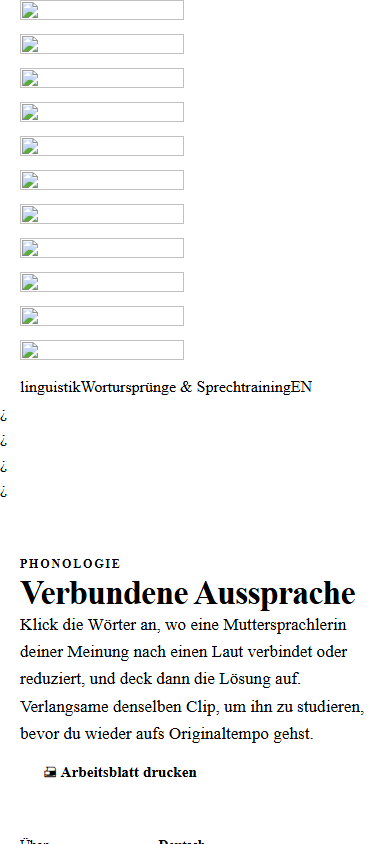 linguistikWortursprünge & SprechtrainingEN
¿
¿
¿
¿
PHONOLOGIE
Verbundene Aussprache
Klick die Wörter an, wo eine Muttersprachlerin
deiner Meinung nach einen Laut verbindet oder
reduziert, und deck dann die Lösung auf.
Verlangsame denselben Clip, um ihn zu studieren,
bevor du wieder aufs Originaltempo gehst.
Arbeitsblatt drucken
Über Deutsch